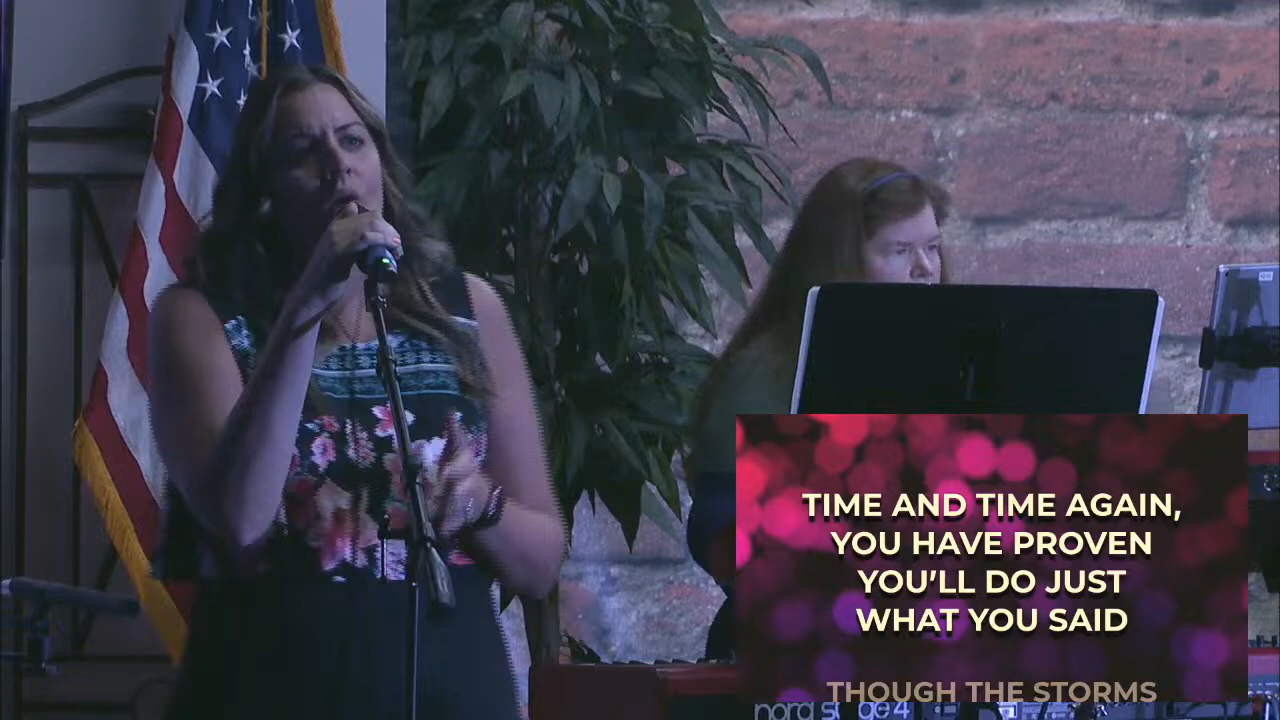 TIME AND TIME AGAIN,
YOU HAVE PROVEN
YOU'LL DO JUST
WHAT YOU SAID
THOUGH THE STORMS
nord stage 4